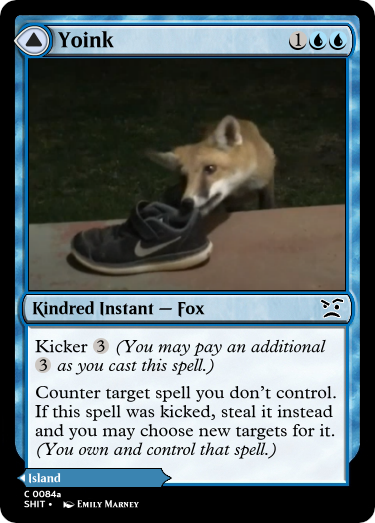 Yoink 1
Kindred Instant — Fox
Kicker 3 (You may pay an additional
3 as you cast this spell.)
Counter target spell you don't control.
If this spell was kicked, steal it instead
and you may choose new targets for it.
(You own and control that spell.)
Island
C 0084a
SHIT • Emily Marney